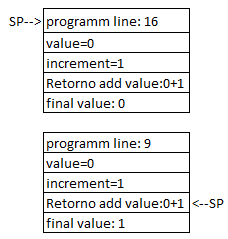 SP--> programm line: 16
value=0
increment=1
Retorno add value:0+1
final value: 0
programm line: 9
value=0
increment=1
Retorno add value:0+1 <--SP
final value: 1